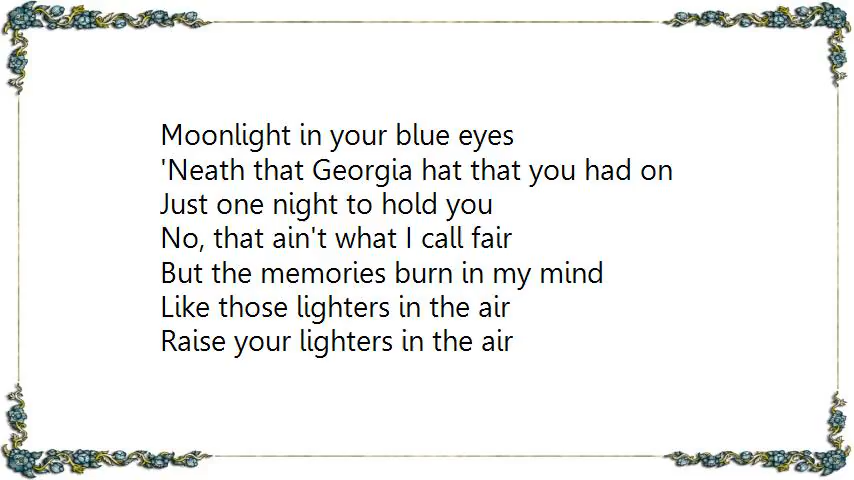 Moonlight in your blue eyes
'Neath that Georgia hat that you had on
Just one night to hold you
No, that ain't what I call fair
But the memories burn in my mind
Like those lighters in the air
Raise your lighters in the air